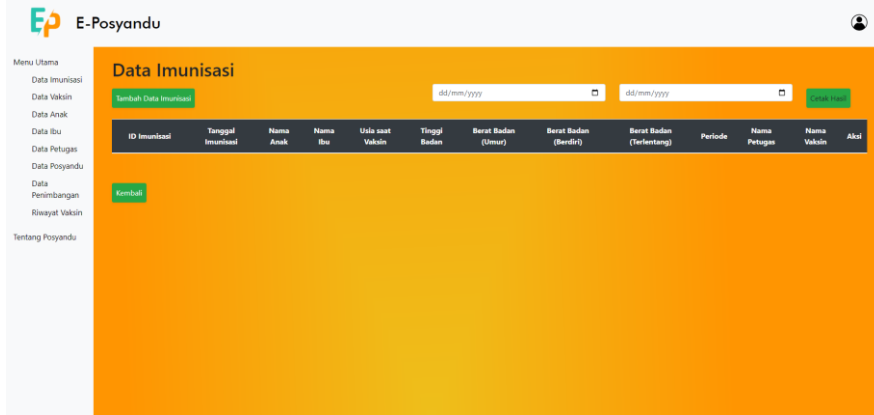 EP E-Posyandu
Menu Utama
Data Imunisasi
Data Vaksin
Data Anak
Data Ibu
Data Petugas
Data Posyandu
Data
Penimbangan
Riwayat Vaksin
Tentang Posyandu
Data Imunisasi
Tambah Data Imunisasi
dd/mm/yyyy
dd/mm/yyyy
Cetak Hasil
ID Imunisasi
Tanggal
Imunisasi
Nama
Anak
Nama
Ibu
Usia saat
Vaksin
Tinggi
Badan
Berat Badan
(Umur)
Berat Badan
(Berdiri)
Berat Badan
(Terlentang)
Periode
Nama
Petugas
Nama
Vaksin
Aksi
Kembali